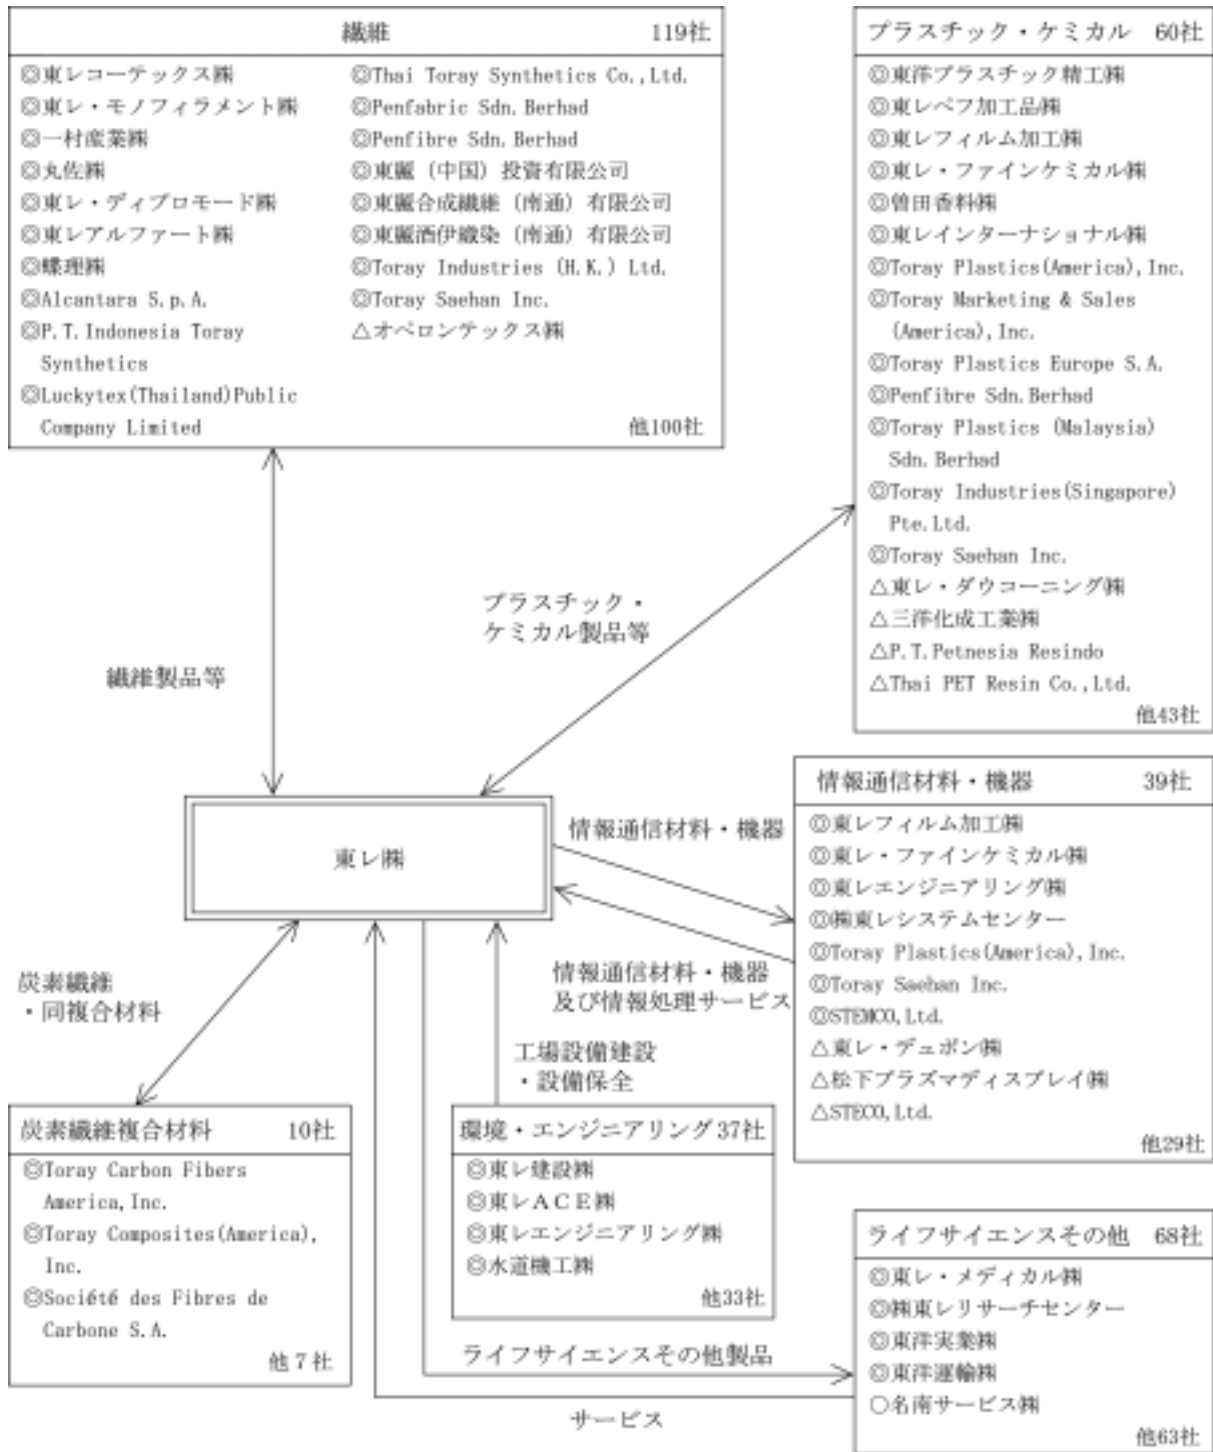 繊維 119社
◎東レコーテックス㈱
◎東レ・モノフィラメント㈱
◎一村産業㈱
◎丸佐㈱
◎東レ・ディプロモード㈱
◎東レアルファート㈱
◎蝶理㈱
◎Alcantara S.p.A.
◎P.T.Indonesia Toray
Synthetics
◎Luckytex(Thailand)Public
Company Limited
◎Thai Toray Synthetics Co.,Ltd.
◎Penfabric Sdn.Berhad
◎Penfibre Sdn.Berhad
◎東麗（中国）投資有限公司
◎東麗合成繊維（南通）有限公司
◎東麗酒伊織染（南通）有限公司
◎Toray Industries (H.K.) Ltd.
◎Toray Saehan Inc.
△オペロンテックス㈱
他100社
プラスチック・ケミカル 60社
◎東洋プラスチック精工㈱
◎東レペフ加工品㈱
◎東レフィルム加工㈱
◎東レ・ファインケミカル㈱
◎曽田香料㈱
◎東レインターナショナル㈱
◎Toray Plastics(America),Inc.
◎Toray Marketing & Sales
(America),Inc.
◎Toray Plastics Europe S.A.
◎Penfibre Sdn.Berhad
◎Toray Plastics (Malaysia)
Sdn.Berhad
◎Toray Industries(Singapore)
Pte.Ltd.
◎Toray Saehan Inc.
△東レ・ダウコーニング㈱
△三洋化成工業㈱
△P.T.Petnesia Resindo
△Thai PET Resin Co.,Ltd.
他43社
繊維製品等
プラスチック・
ケミカル製品等
東レ㈱
情報通信材料・機器
情報通信材料・機器
及び情報処理サービス
情報通信材料・機器 39社
◎東レフィルム加工㈱
◎東レ・ファインケミカル㈱
◎東レエンジニアリング㈱
◎㈱東レシステムセンター
◎Toray Plastics(America),Inc.
◎Toray Saehan Inc.
◎STEMCO,Ltd.
△東レ・デュポン㈱
△松下プラズマディスプレイ㈱
△STECO,Ltd.
他29社
炭素繊維
・同複合材料
工場設備建設
・設備保全
炭素繊維複合材料 10社
◎Toray Carbon Fibers
America,Inc.
◎Toray Composites(America),
Inc.
◎Société des Fibres de
Carbone S.A.
他７社
環境・エンジニアリング 37社
◎東レ建設㈱
◎東レＡＣＥ㈱
◎東レエンジニアリング㈱
◎水道機工㈱
他33社
ライフサイエンスその他 68社
◎東レ・メディカル㈱
◎㈱東レリサーチセンター
◎東洋実業㈱
◎東洋運輸㈱
○名南サービス㈱
他63社
ライフサイエンスその他製品
サービス